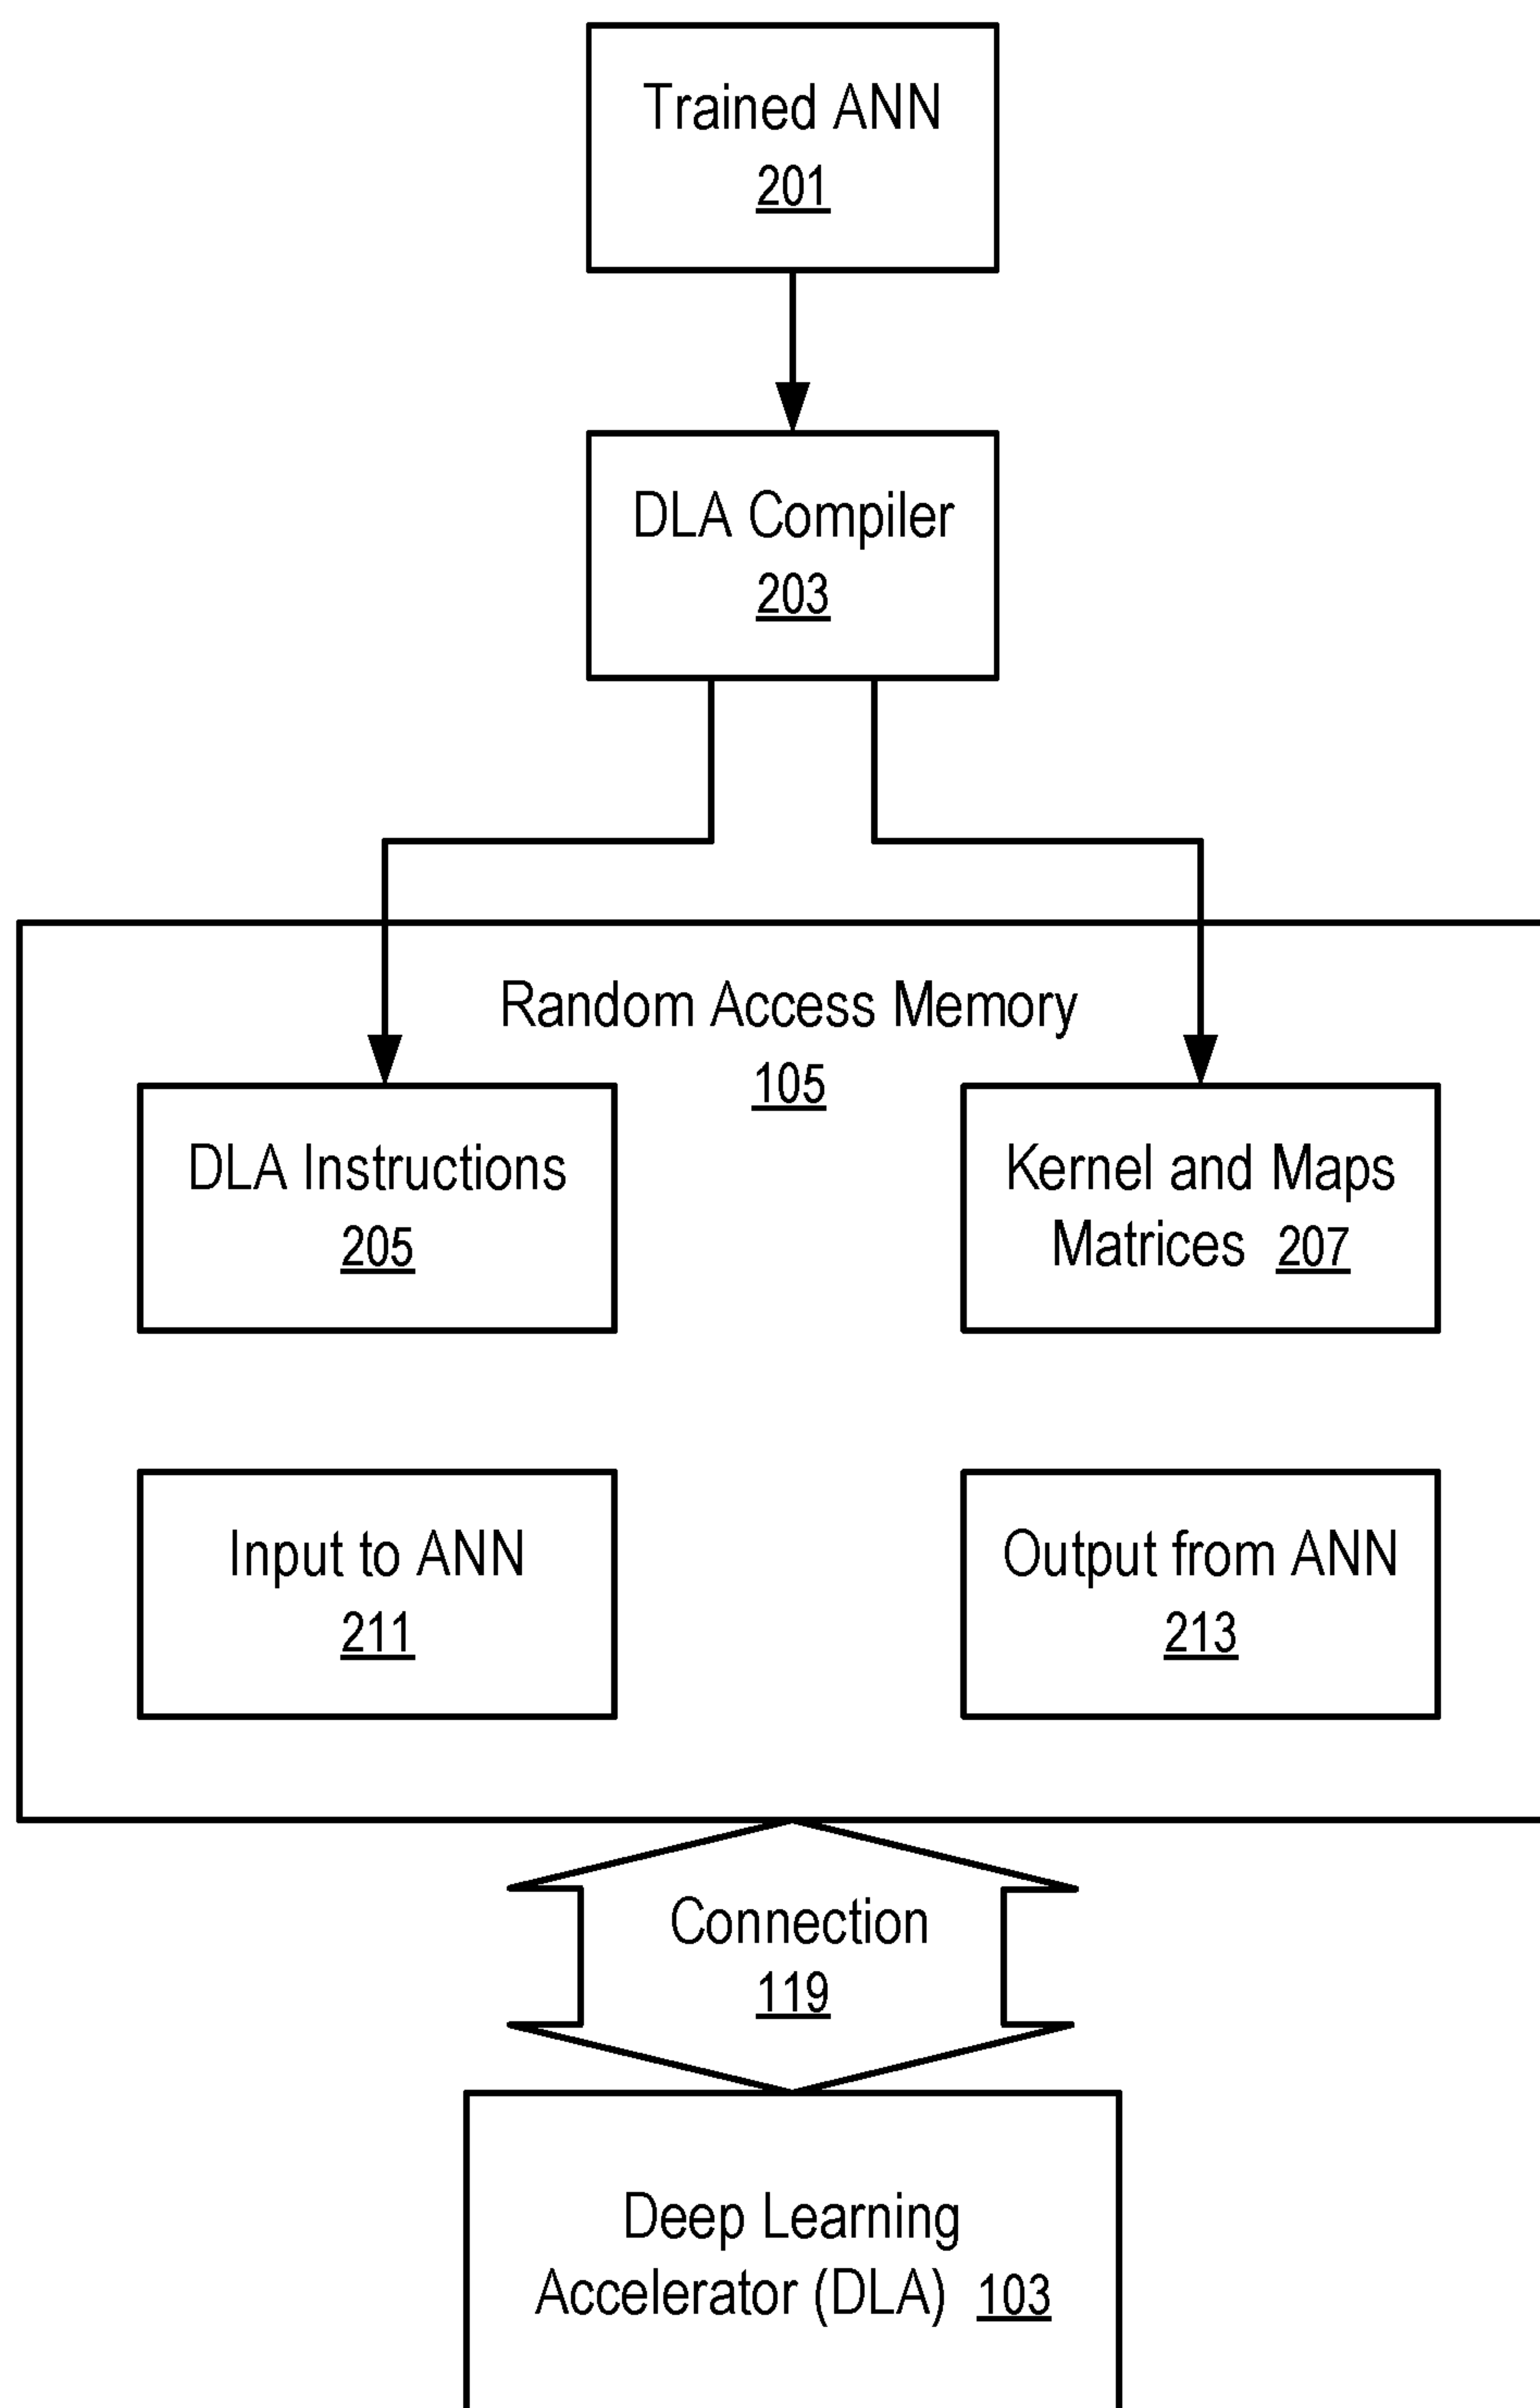 Trained ANN
201
DLA Compiler
203
Random Access Memory
105
DLA Instructions
205
Kernel and Maps
Matrices 207
Input to ANN
211
Output from ANN
213
Connection
119
Deep Learning
Accelerator (DLA) 103